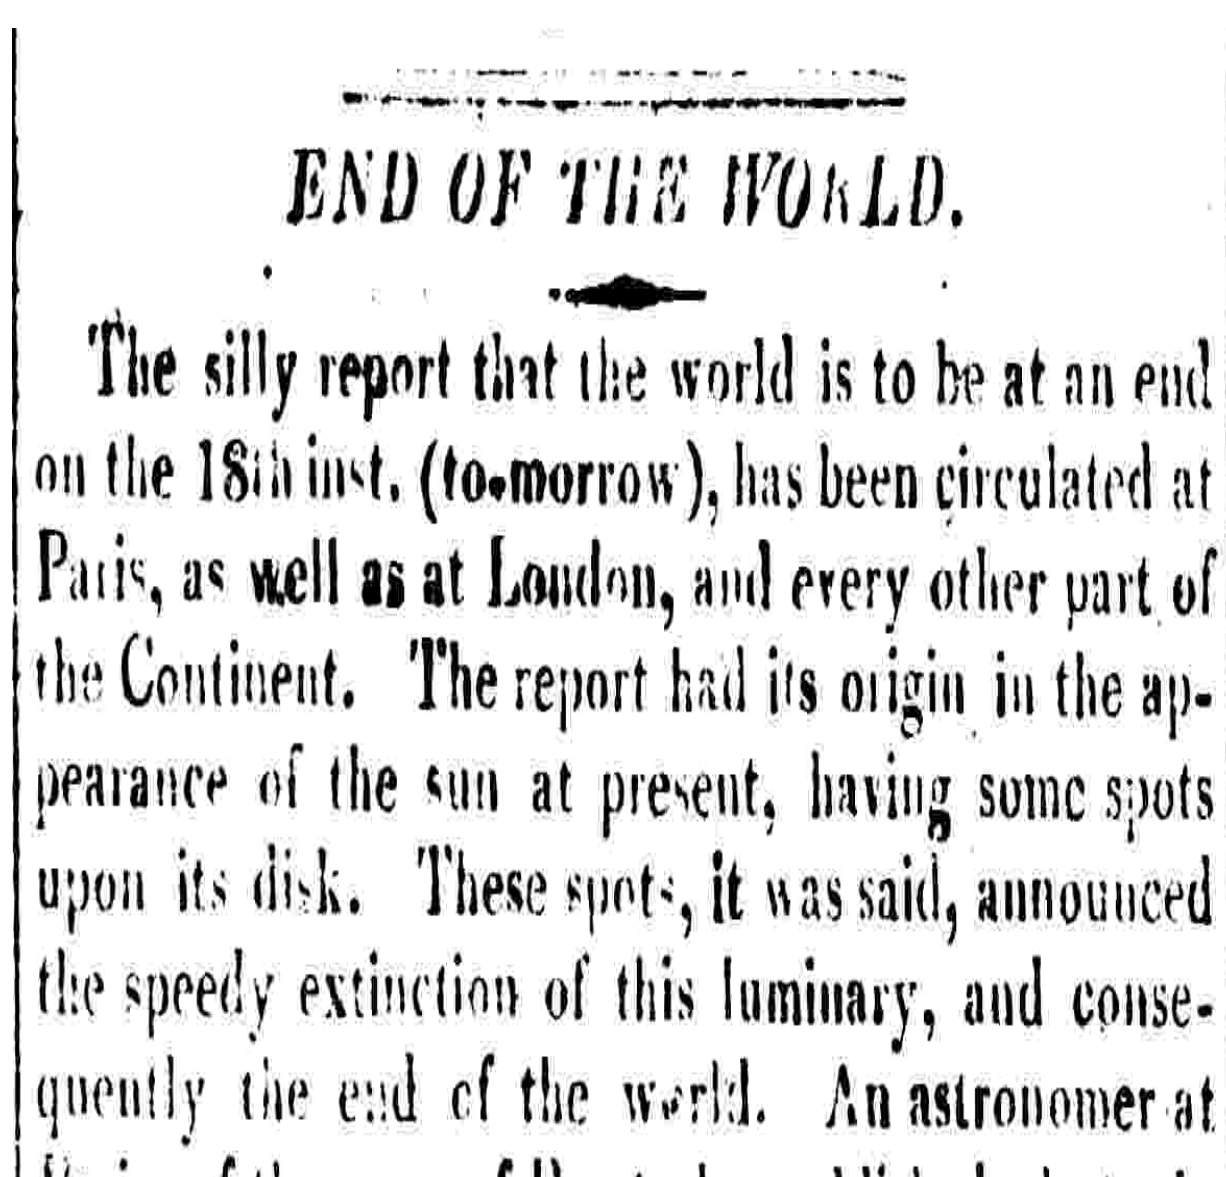 END OF THE WORLD.
The silly report that the world is to be at an end
on the 18th inst. (to-morrow), has been circulated at
Paris, as well as at London, and every other part of
the Continent. The report had its origin in the ap-
pearance of the sun at present, having some spots
upon its disk. These spots, it was said, announced
the speedy extinction of this luminary, and conse-
quently the end of the world. An astronomer at